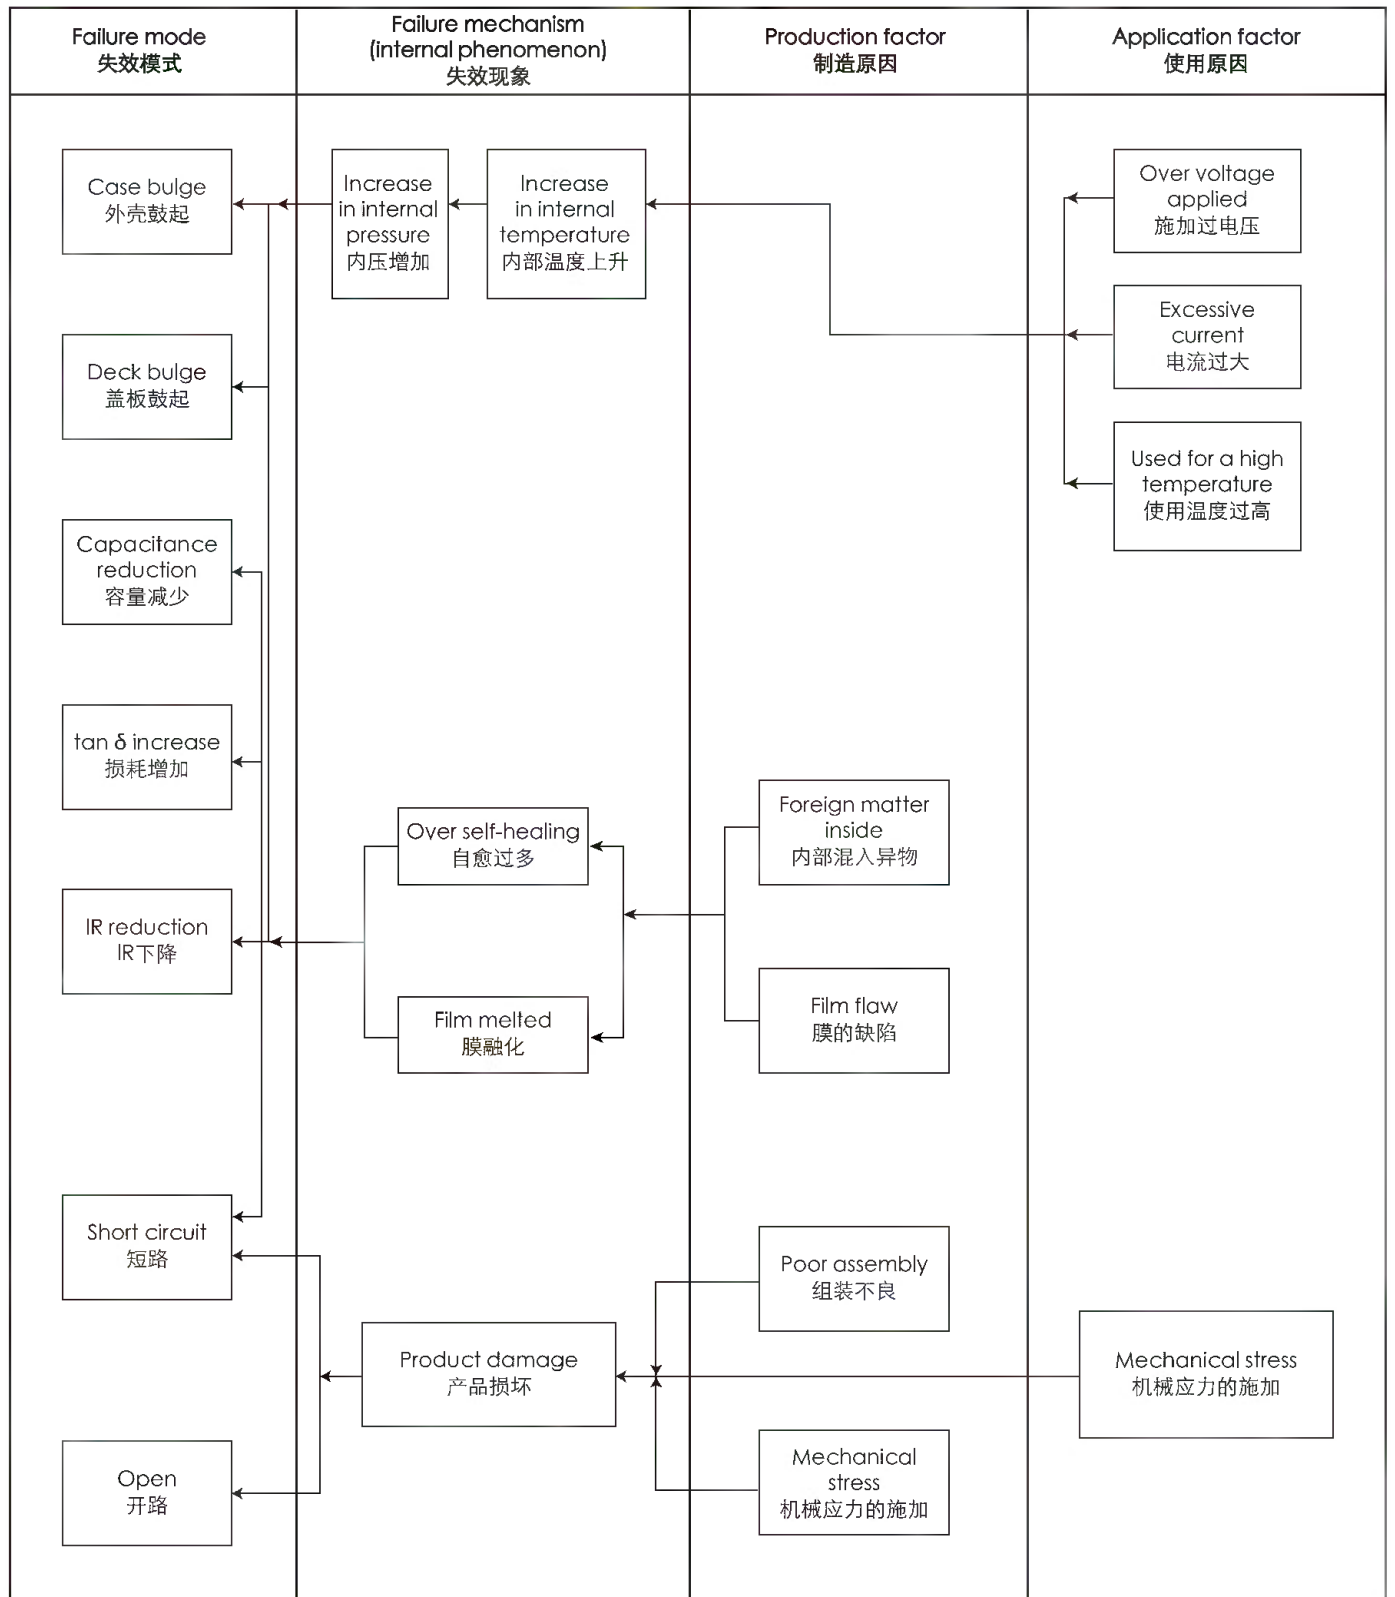 Failure mode
失效模式
Failure mechanism
(internal phenomenon)
失效现象
Production factor
制造原因
Application factor
使用原因
Case bulge
外壳鼓起
Increase
in internal
pressure
内压增加
Increase
in internal
temperature
内部温度上升
Over voltage
applied
施加过电压
Excessive
current
电流过大
Deck bulge
盖板鼓起
Used for a high
temperature
使用温度过高
Capacitance
reduction
容量减少
tan δ increase
损耗增加
Over self-healing
自愈过多
Foreign matter
inside
内部混入异物
IR reduction
IR下降
Film melted
膜融化
Film flaw
膜的缺陷
Short circuit
短路
Poor assembly
组装不良
Product damage
产品损坏
Mechanical stress
机械应力的施加
Open
开路
Mechanical
stress
机械应力的施加